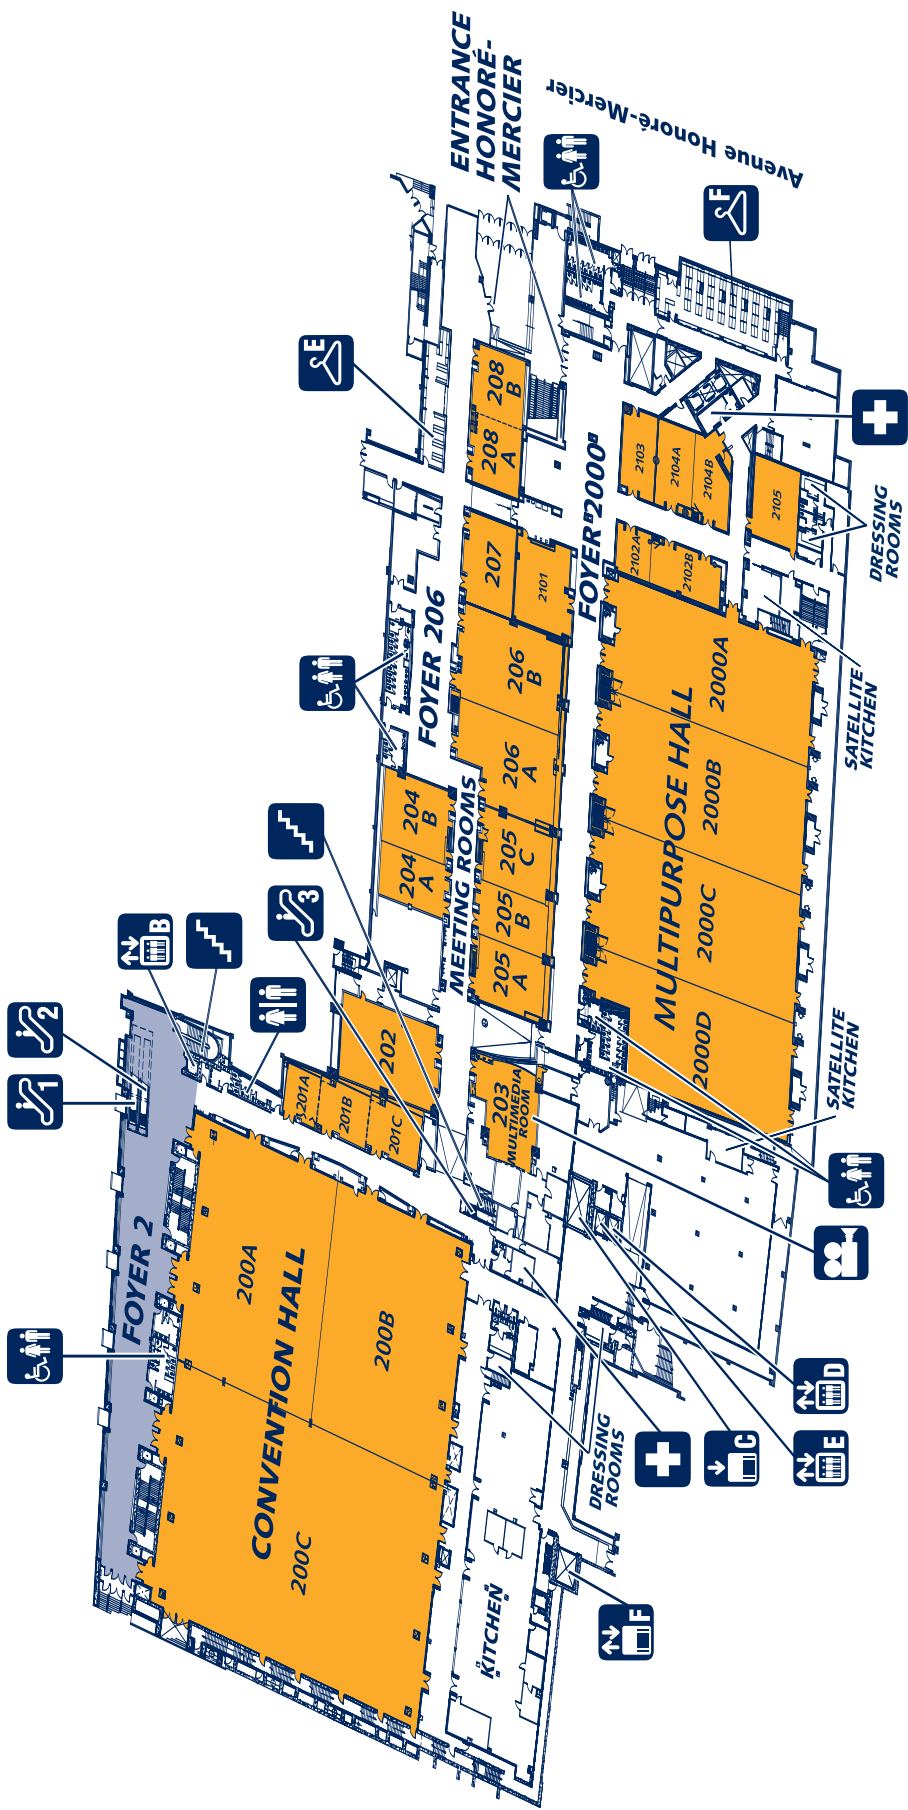 ENTRANCE
HONORÉ-
MERCIER
Avenue Honoré-Mercier
F
E
208
B
208
A
2103
2104A
2104B
2105
DRESSING
ROOMS
FOYER 2000
2102A
2102B
207
2101
FOYER 206
206
B
206
A
204
B
204
A
MEETING ROOMS
205
C
205
B
205
A
MULTIPURPOSE HALL
2000A
2000B
2000C
2000D
SATELLITE
KITCHEN
SATELLITE
KITCHEN
3
B
2
1
202
201A
201B
201C
203
MULTIMEDIA
ROOM
FOYER 2
CONVENTION HALL
200A
200B
200C
DRESSING
ROOMS
D
C
E
F
KITCHEN